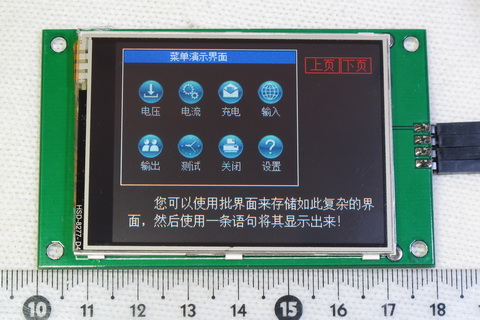 菜单演示界面
上页 下页
电压 电流 充电 输入
输出 测试 关闭 设置
您可以使用批界面来存储如此复杂的界
面，然后使用一条语句将其显示出来！
10 11 12 13 14 15 16 17 18